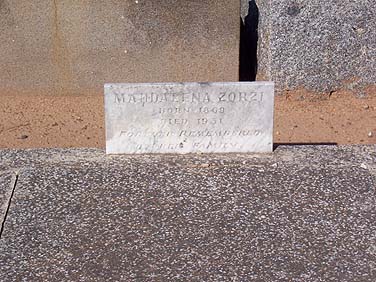 MADDALENA ZORZI
BORN 1869
DIED 1951
FOREVER REMEMBERED
BY HER FAMILY